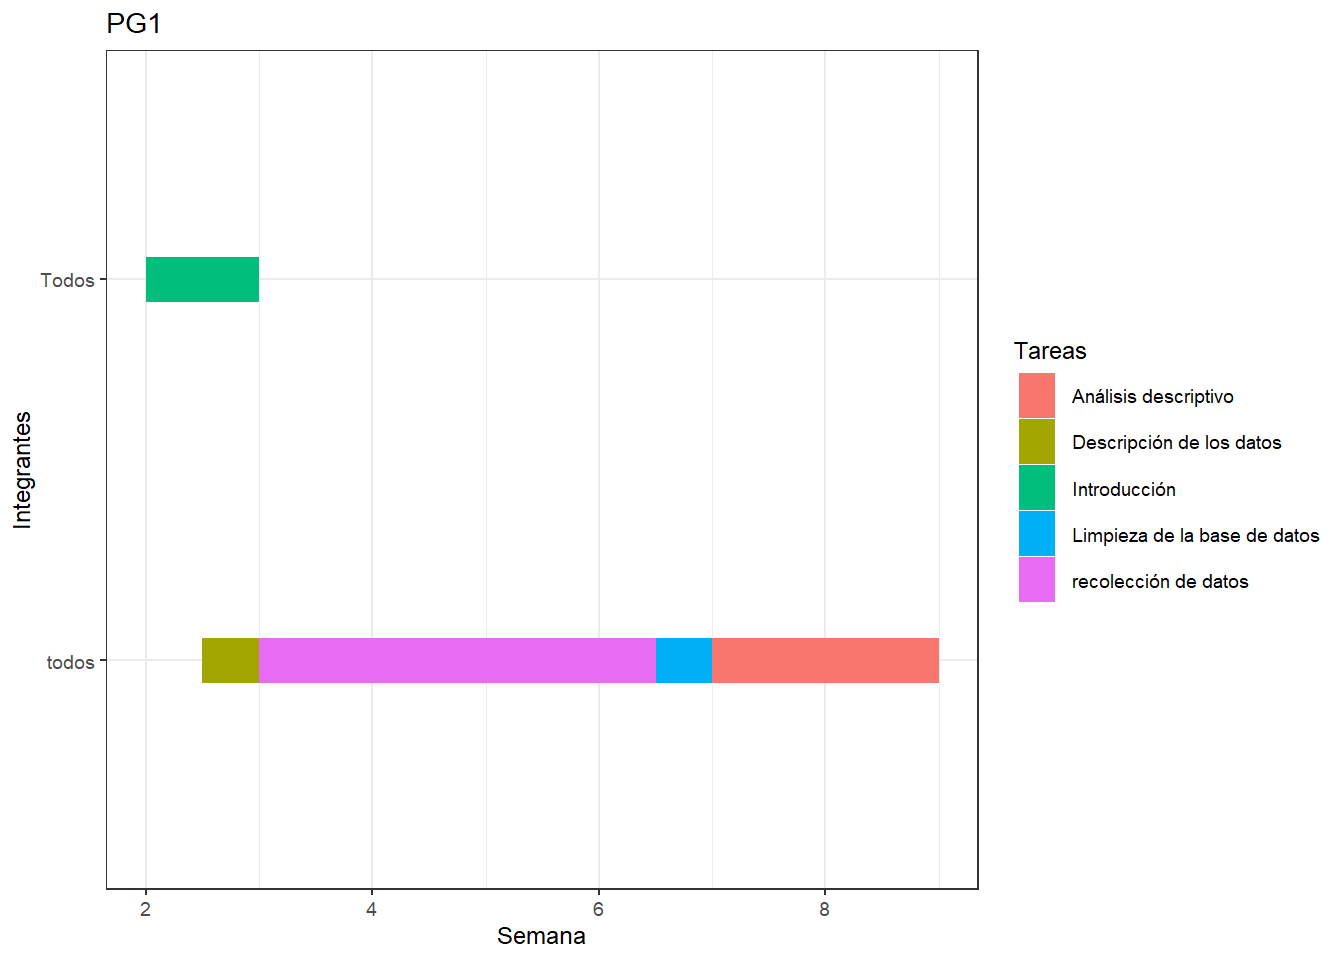 PG1
Todos
todos
Integrantes
2 4 6 8
Semana
Tareas
Análisis descriptivo
Descripción de los datos
Introducción
Limpieza de la base de datos
recolección de datos